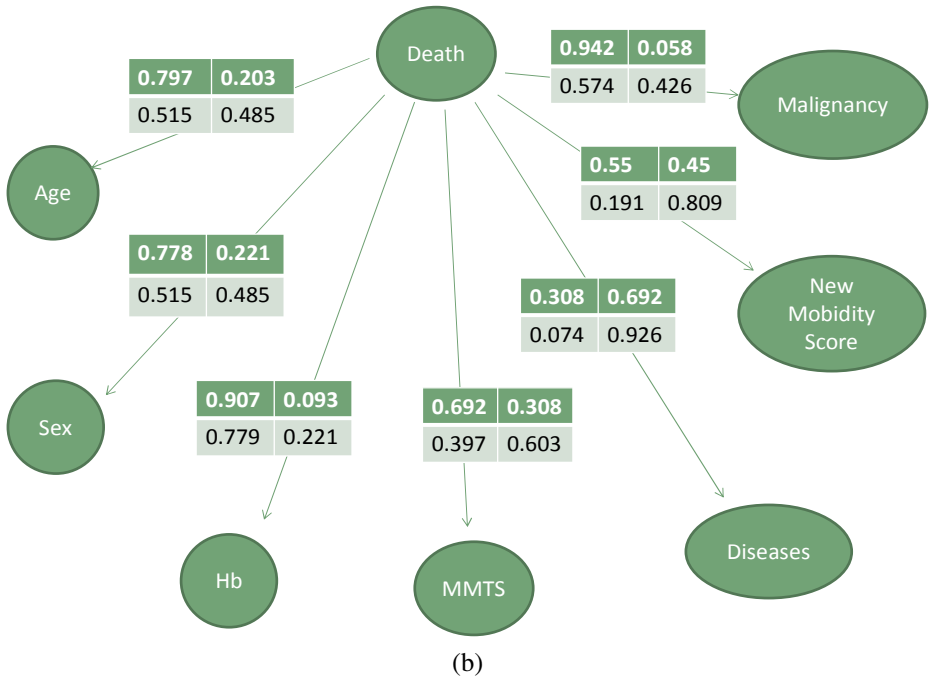 Death
0.942 0.058
0.574 0.426
Malignancy
0.797 0.203
0.515 0.485
Age
0.55 0.45
0.191 0.809
New
Mobidity
Score
0.778 0.221
0.515 0.485
Sex
0.308 0.692
0.074 0.926
Diseases
0.907 0.093
0.779 0.221
Hb
0.692 0.308
0.397 0.603
MMTS
(b)